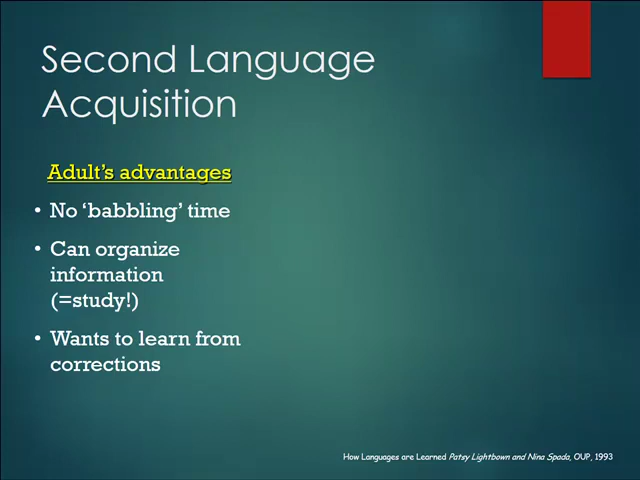 Second Language
Acquisition
Adult's advantages
• No ‘babbling’ time
• Can organize
information
(=study!)
• Wants to learn from
corrections
How Languages are Learned Patsy Lightbown and Nina Spada, OUP, 1993